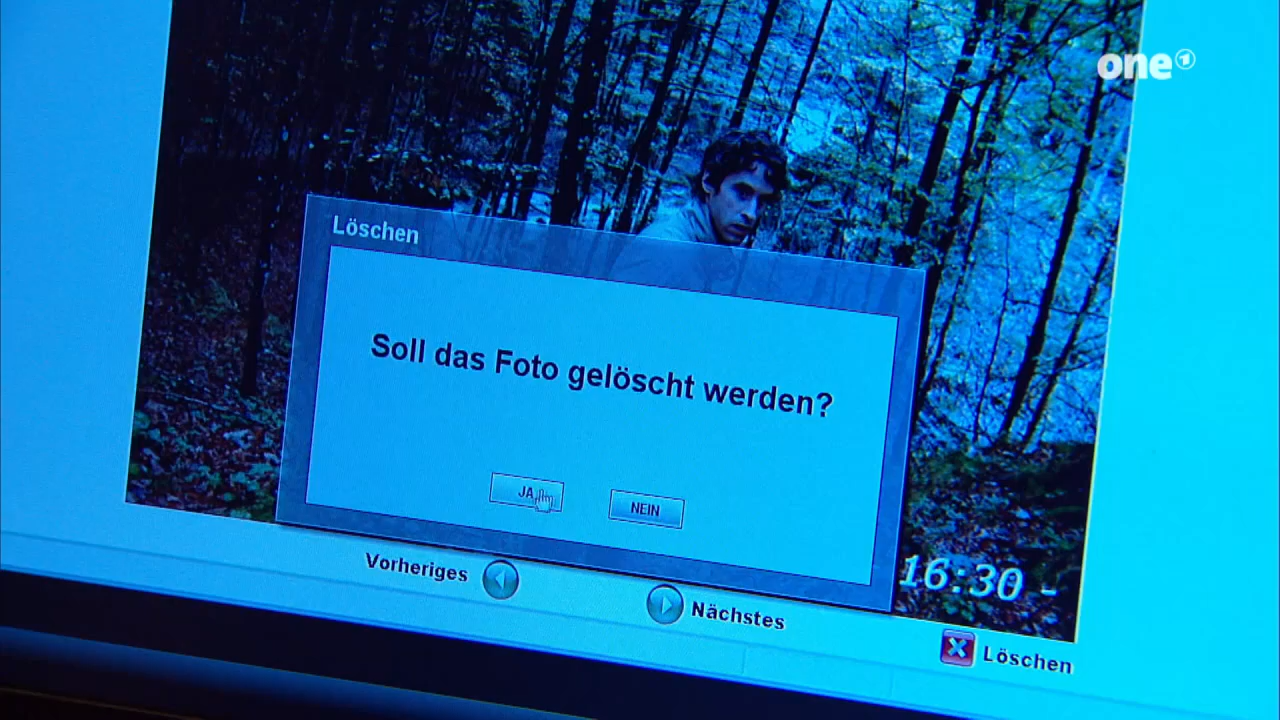 one
Löschen
Soll das Foto gelöscht werden?
JA
NEIN
16:30 -
Vorheriges
Nächstes
Löschen